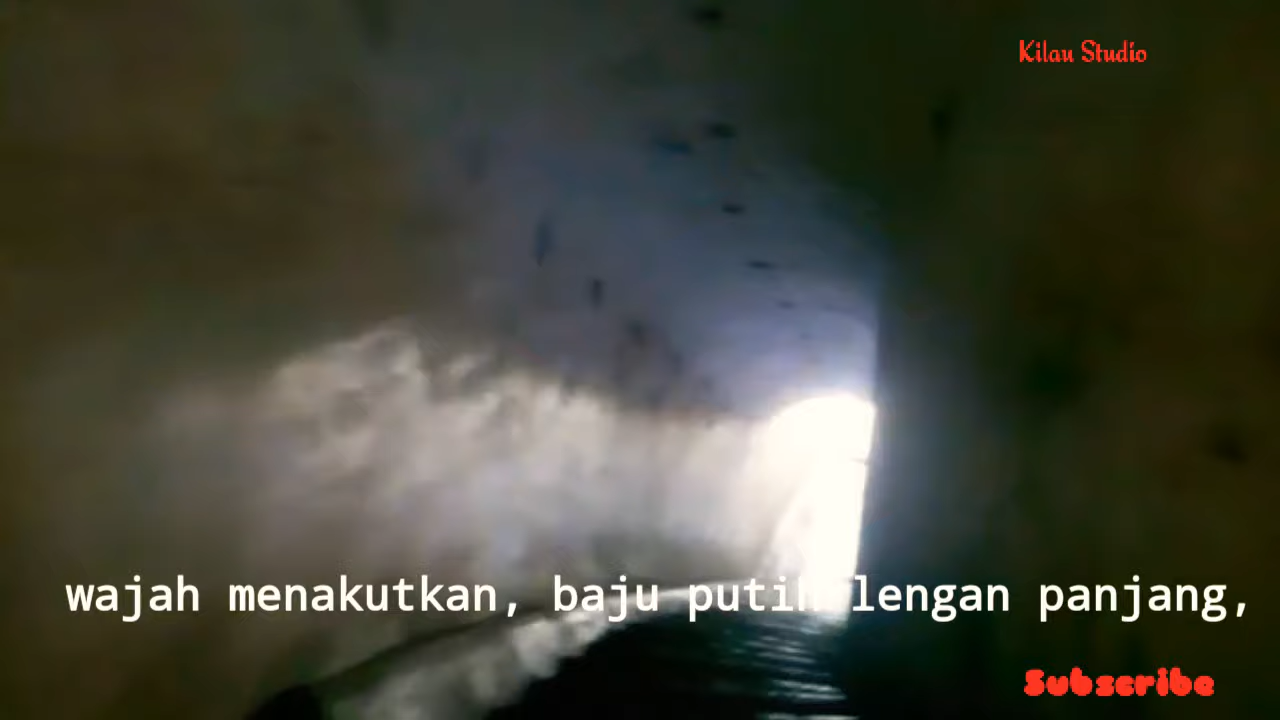 Kilau Studio
wajah menakutkan, baju putih lengan panjang,
Subscribe